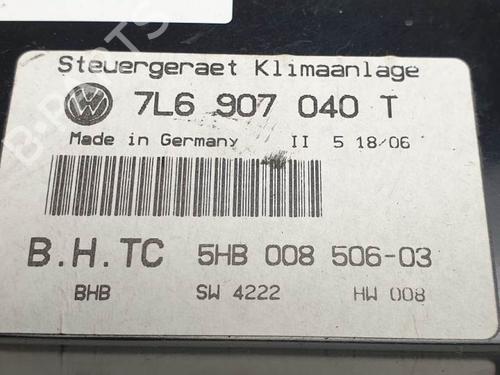 Steuergeraet Klimaanlage
7L6 907 040 T
Made in Germany II 5 18/06
B.H.TC 5HB 008 506-03
BHB SW 4222 HW 008
B-PARTS